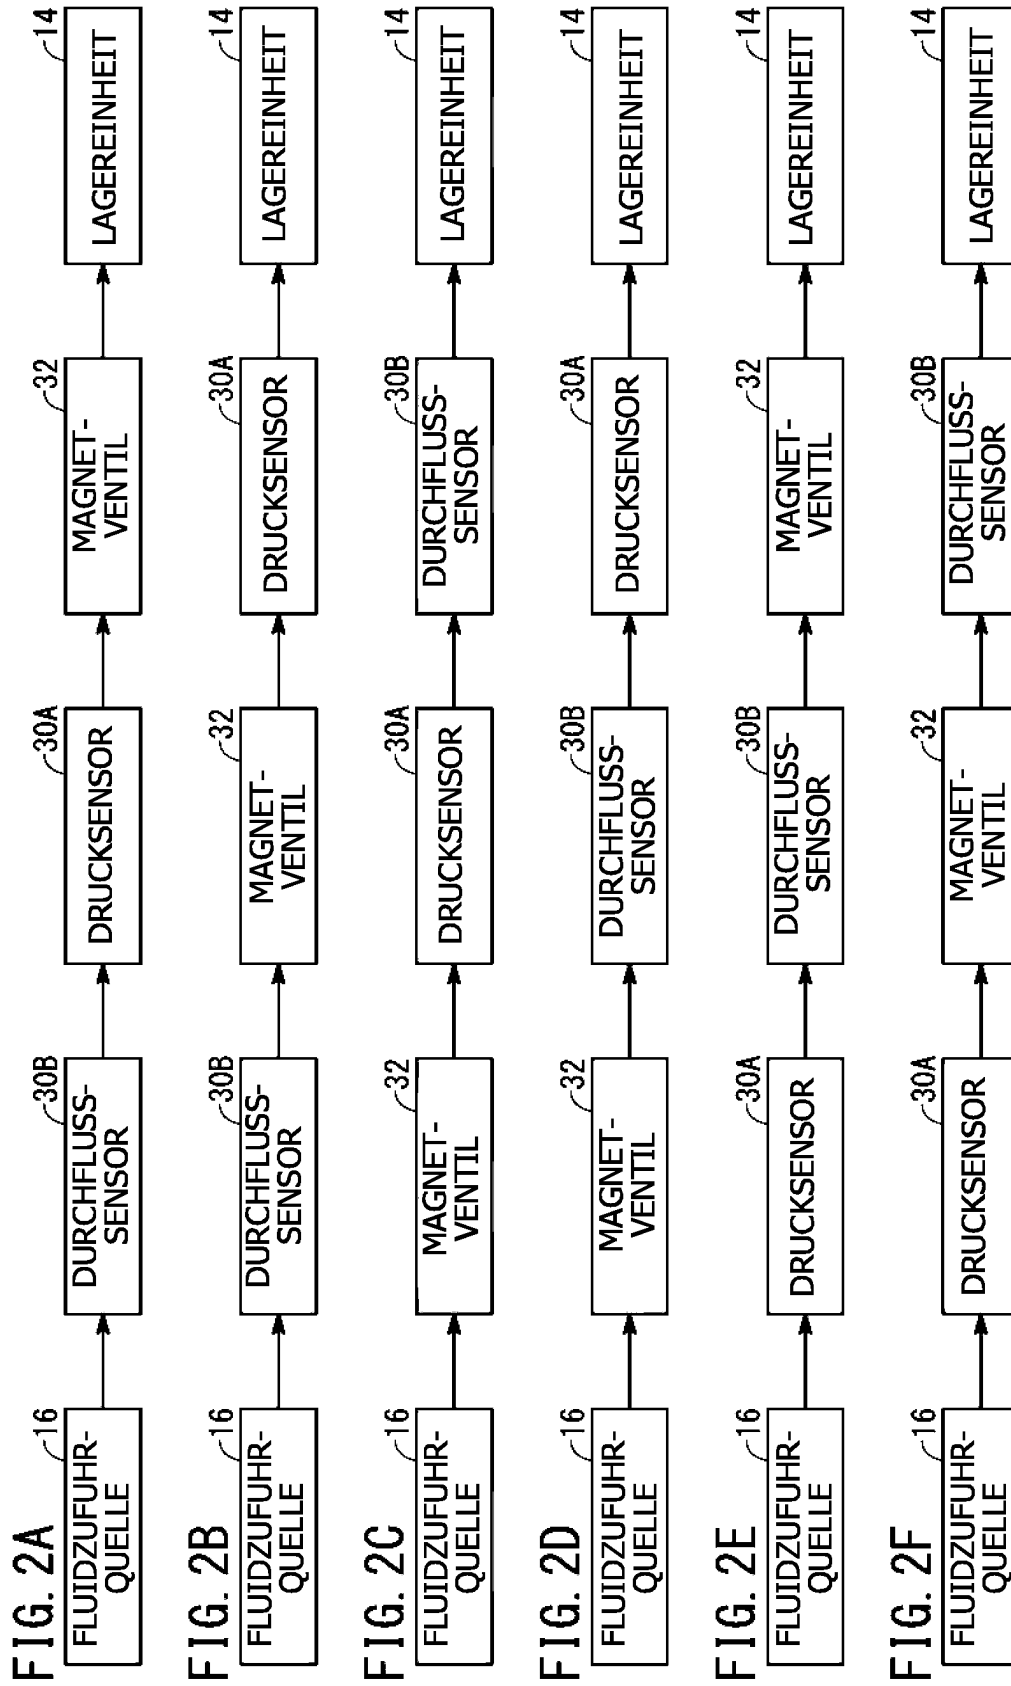 FIG. 2A
16
FLUIDZUFUHR-
QUELLE
30B
DURCHFLUSS-
SENSOR
30A
DRUCKSENSOR
32
MAGNET-
VENTIL
14
LAGEREINHEIT
FIG. 2B
16
FLUIDZUFUHR-
QUELLE
30B
DURCHFLUSS-
SENSOR
32
MAGNET-
VENTIL
30A
DRUCKSENSOR
14
LAGEREINHEIT
FIG. 2C
16
FLUIDZUFUHR-
QUELLE
32
MAGNET-
VENTIL
30A
DRUCKSENSOR
30B
DURCHFLUSS-
SENSOR
14
LAGEREINHEIT
FIG. 2D
16
FLUIDZUFUHR-
QUELLE
32
MAGNET-
VENTIL
30B
DURCHFLUSS-
SENSOR
30A
DRUCKSENSOR
14
LAGEREINHEIT
FIG. 2E
16
FLUIDZUFUHR-
QUELLE
30A
DRUCKSENSOR
30B
DURCHFLUSS-
SENSOR
32
MAGNET-
VENTIL
14
LAGEREINHEIT
FIG. 2F
16
FLUIDZUFUHR-
QUELLE
30A
DRUCKSENSOR
32
MAGNET-
VENTIL
30B
DURCHFLUSS-
SENSOR
14
LAGEREINHEIT